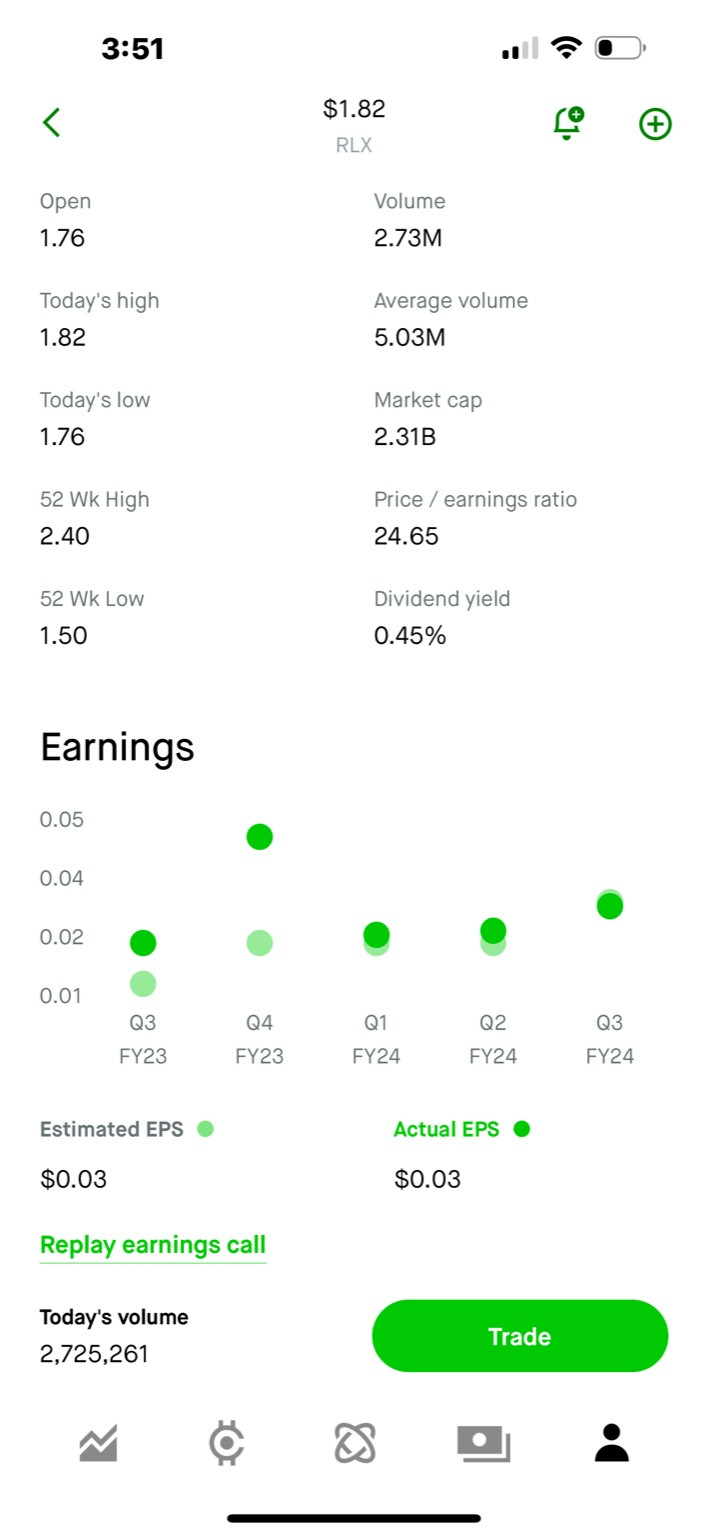 3:51
$1.82
RLX
Open
Volume
1.76
2.73M
Today's high
Average volume
1.82
5.03M
Today's low
Market cap
1.76
2.31B
52 Wk High
Price / earnings ratio
2.40
24.65
52 Wk Low
Dividend yield
1.50
0.45%
Earnings
0.05
0.04
0.02
0.01
Q3 Q4 Q1 Q2 Q3
FY23 FY23 FY24 FY24 FY24
Estimated EPS
Actual EPS
$0.03
$0.03
Replay earnings call
Today's volume
2,725,261
Trade